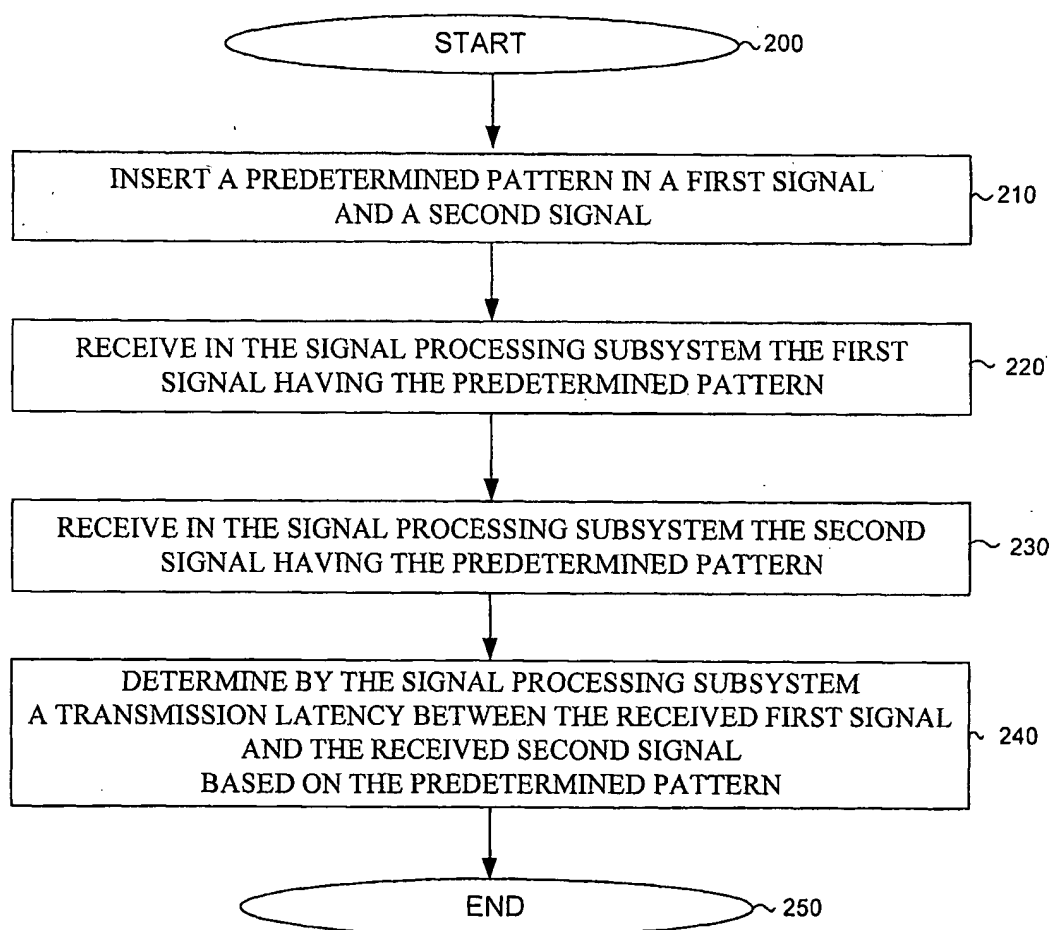 START
200
INSERT A PREDETERMINED PATTERN IN A FIRST SIGNAL
AND A SECOND SIGNAL
210
RECEIVE IN THE SIGNAL PROCESSING SUBSYSTEM THE FIRST
SIGNAL HAVING THE PREDETERMINED PATTERN
220
RECEIVE IN THE SIGNAL PROCESSING SUBSYSTEM THE SECOND
SIGNAL HAVING THE PREDETERMINED PATTERN
230
DETERMINE BY THE SIGNAL PROCESSING SUBSYSTEM
A TRANSMISSION LATENCY BETWEEN THE RECEIVED FIRST SIGNAL
AND THE RECEIVED SECOND SIGNAL
BASED ON THE PREDETERMINED PATTERN
240
END
250